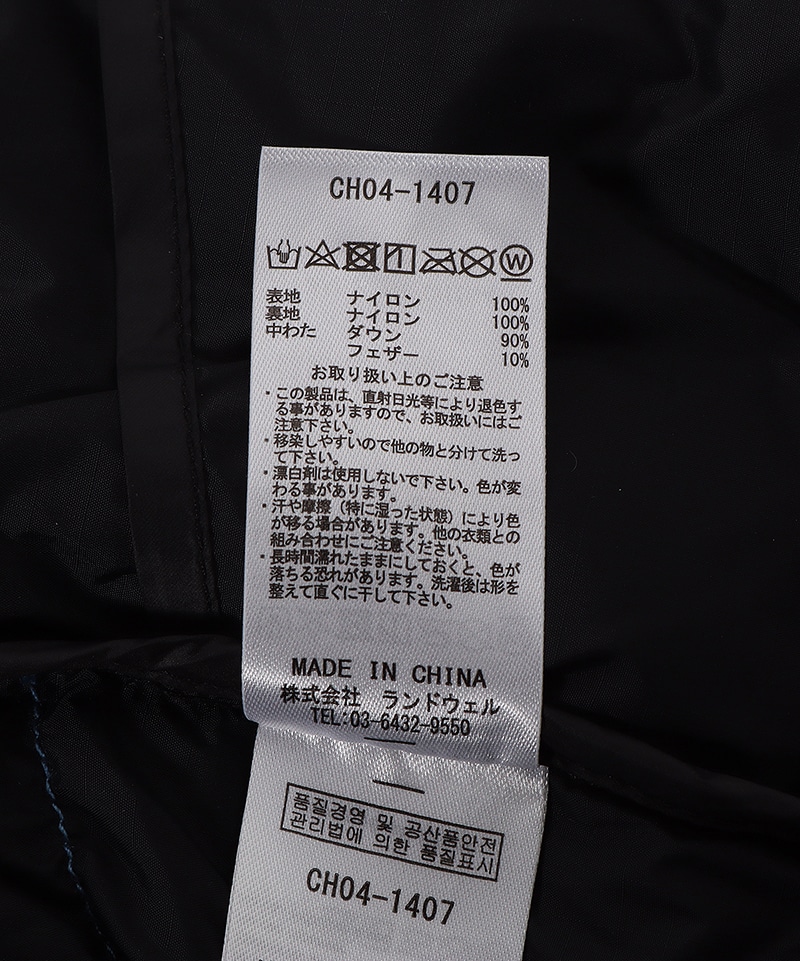 CH04-1407
W
表地 ナイロン 100%
裏地 ナイロン 100%
中わた ダウン 90%
フェザー 10%
お取り扱い上のご注意
・この製品は、直射日光等により退色す
る事がありますので、お取扱いにはご
注意下さい。
・移染しやすいので他の物と分けて洗っ
て下さい。
・漂白剤は使用しないで下さい。色が変
わる事があります。
・汗や摩擦（特に湿った状態）により色
が移る場合があります。他の衣類との
組み合わせにご注意ください。
・長時間濡れたままにしておくと、色が
落ちる恐れがあります。洗濯後は形を
整えて直ぐに干して下さい。
MADE IN CHINA
株式会社 ランドウェル
TEL:03-6432-9550
품질경영 및 공산품안전
관리법에 의한 품질표시
CH04-1407